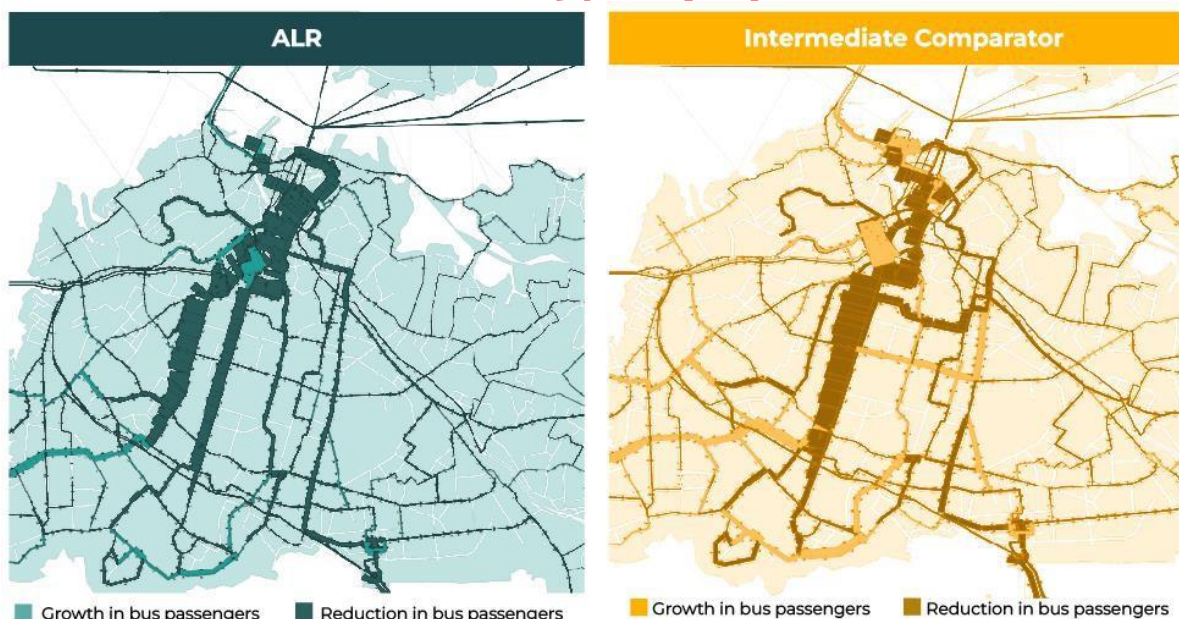 ALR
Intermediate Comparator
Growth in bus passengers
Reduction in bus passengers
Growth in bus passengers
Reduction in bus passengers